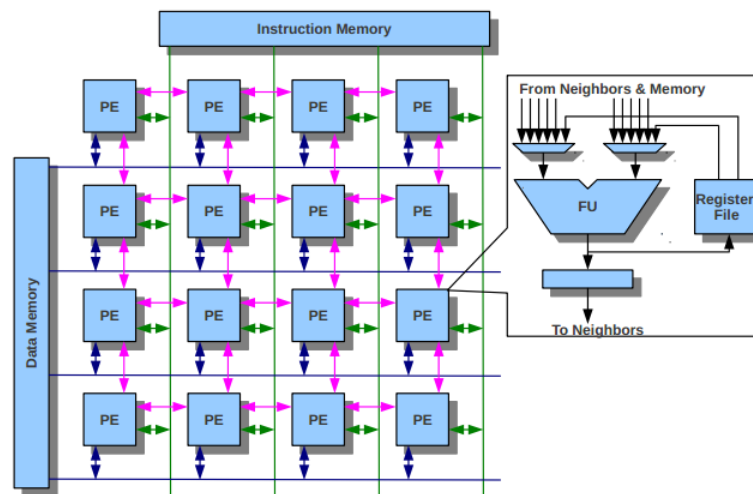 Instruction Memory
PE PE PE PE
From Neighbors & Memory
PE PE PE PE
FU
Register
File
Data Memory
PE PE PE PE
To Neighbors
PE PE PE PE